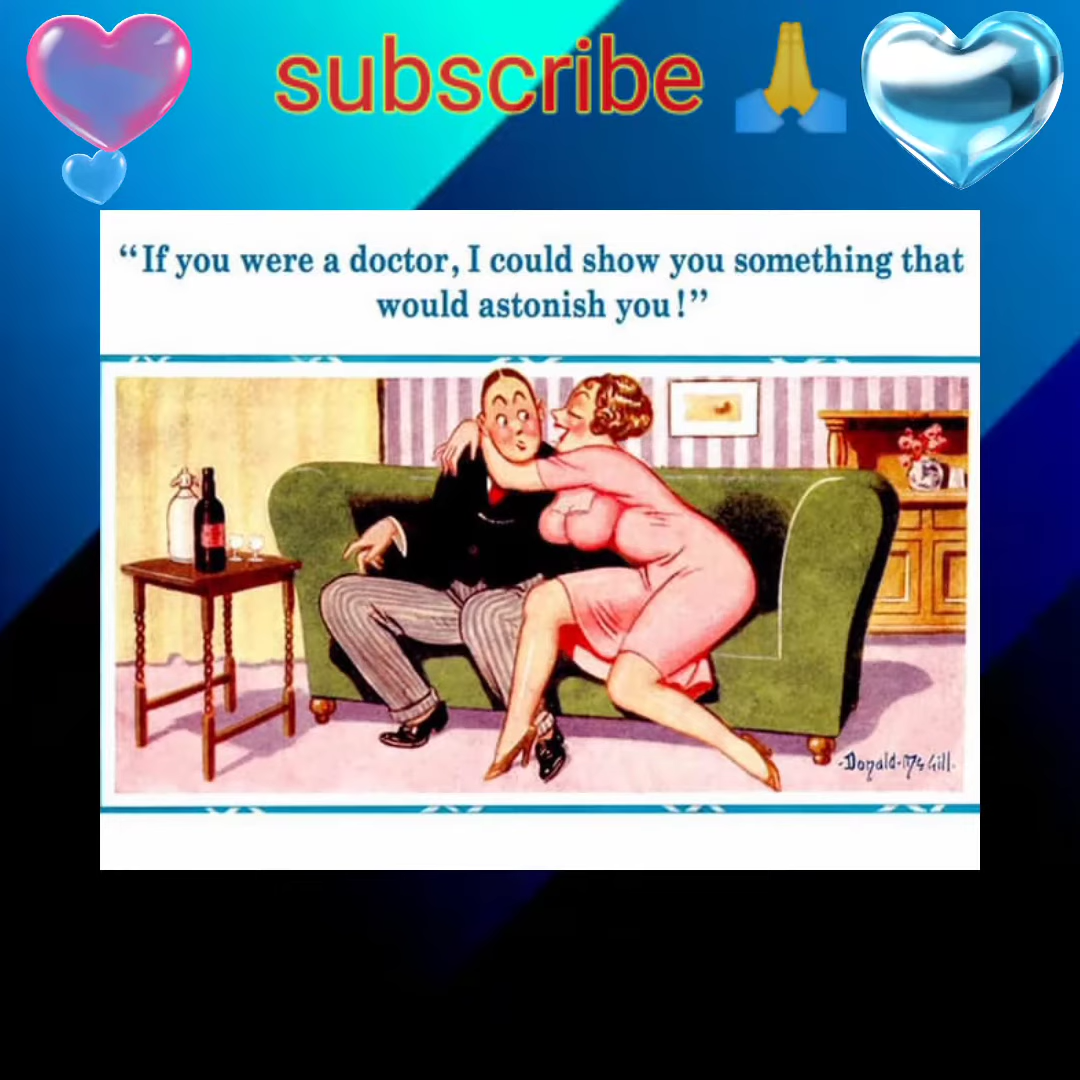 subscribe 🙏
“If you were a doctor, I could show you something that
would astonish you!”
-Donald-McGill-